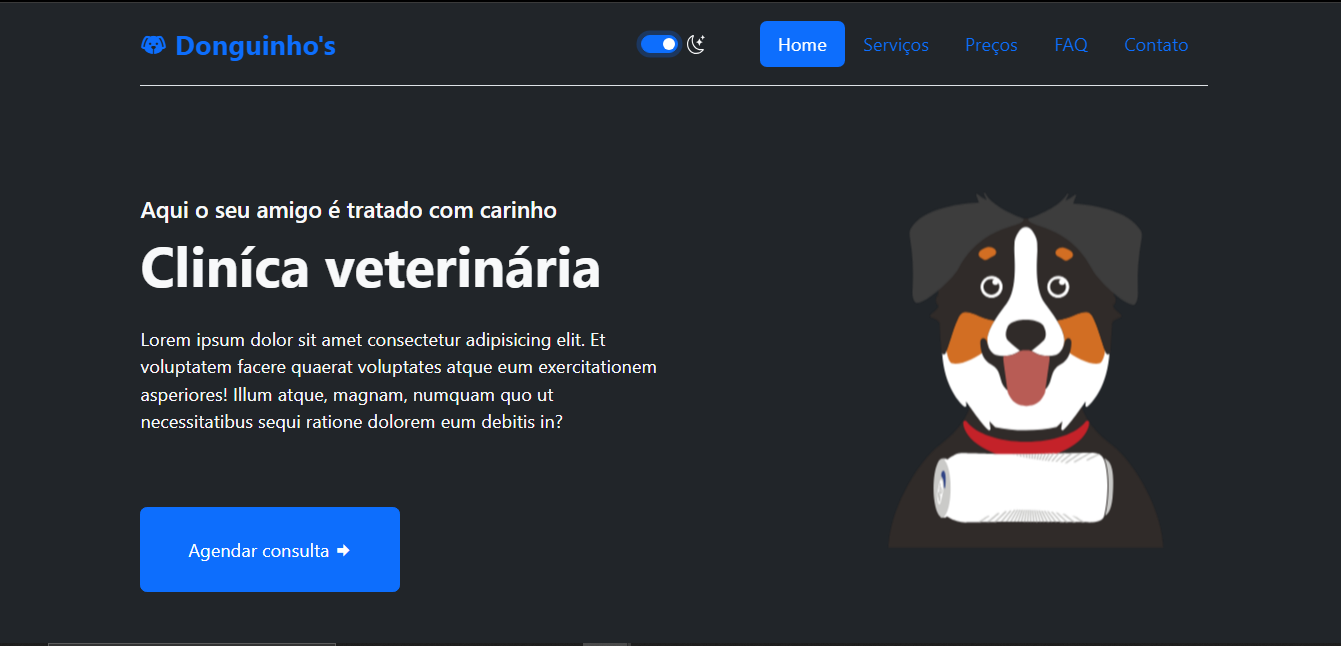 Donguinho's
Home Serviços Preços FAQ Contato
Aqui o seu amigo é tratado com carinho
Cliníca veterinária
Lorem ipsum dolor sit amet consectetur adipisicing elit. Et
voluptatem facere quaerat voluptates atque eum exercitationem
asperiores! Illum atque, magnam, numquam quo ut
necessitatibus sequi ratione dolorem eum debitis in?
Agendar consulta